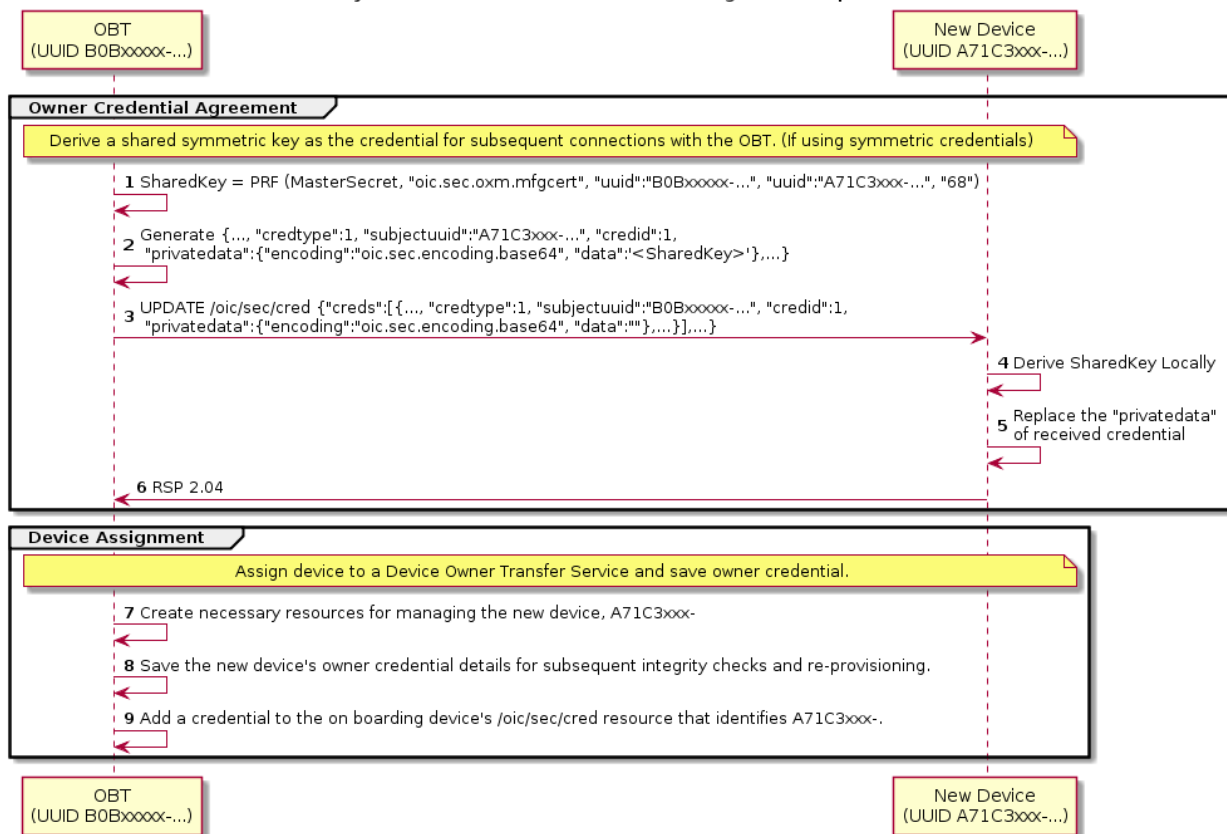 OBT
(UUID B0Bxxxxx-...)
New Device
(UUID A71C3xxx-...)
Owner Credential Agreement
Derive a shared symmetric key as the credential for subsequent connections with the OBT. (If using symmetric credentials)
1 SharedKey = PRF (MasterSecret, "oic.sec.oxm.mfgcert", "uuid":"B0Bxxxxx-...", "uuid":"A71C3xxx-...", "68")
2 Generate {..., "credtype":1, "subjectuuid":"A71C3xxx-...", "credid":1,
"privatedata":{"encoding":"oic.sec.encoding.base64", "data":'<SharedKey>'},...}
3 UPDATE /oic/sec/cred {"creds":[{..., "credtype":1, "subjectuuid":"B0Bxxxxx-...", "credid":1,
"privatedata":{"encoding":"oic.sec.encoding.base64", "data":""},...}],...}
4 Derive SharedKey Locally
5 Replace the "privatedata"
of received credential
6 RSP 2.04
Device Assignment
Assign device to a Device Owner Transfer Service and save owner credential.
7 Create necessary resources for managing the new device, A71C3xxx-
8 Save the new device's owner credential details for subsequent integrity checks and re-provisioning.
9 Add a credential to the on boarding device's /oic/sec/cred resource that identifies A71C3xxx-.
OBT
(UUID B0Bxxxxx-...)
New Device
(UUID A71C3xxx-...)